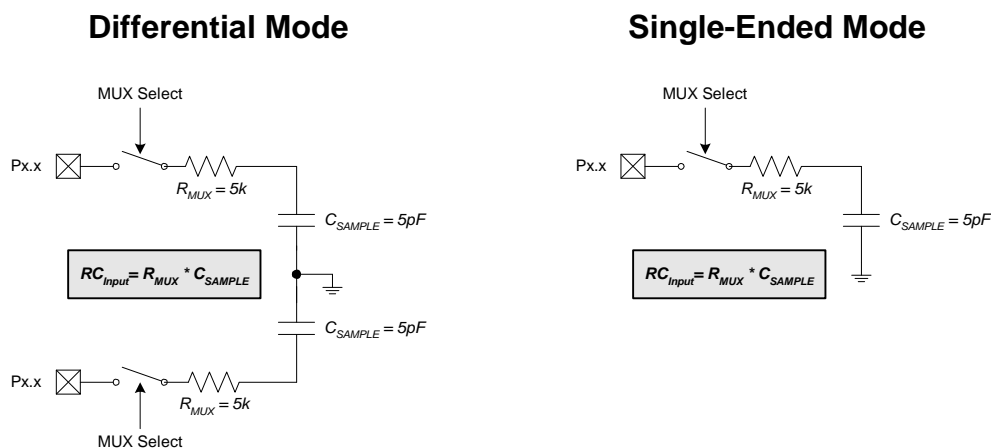 Differential Mode
MUX Select
Px.x
R_MUX = 5k
C_SAMPLE = 5pF
RC_Input = R_MUX * C_SAMPLE
C_SAMPLE = 5pF
Px.x
R_MUX = 5k
MUX Select
Single-Ended Mode
MUX Select
Px.x
R_MUX = 5k
C_SAMPLE = 5pF
RC_Input = R_MUX * C_SAMPLE